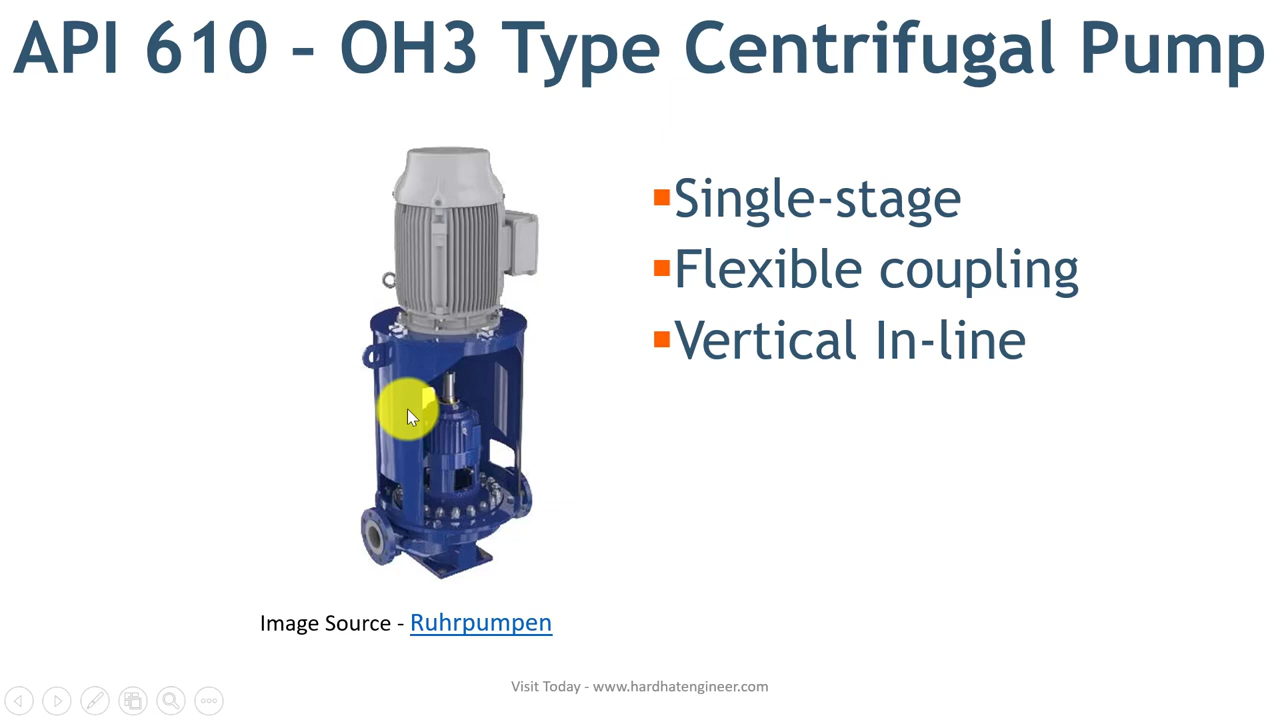 API 610 – OH3 Type Centrifugal Pump
Single-stage
Flexible coupling
Vertical In-line
Image Source - Ruhrpumpen
Visit Today - www.hardhatengineer.com